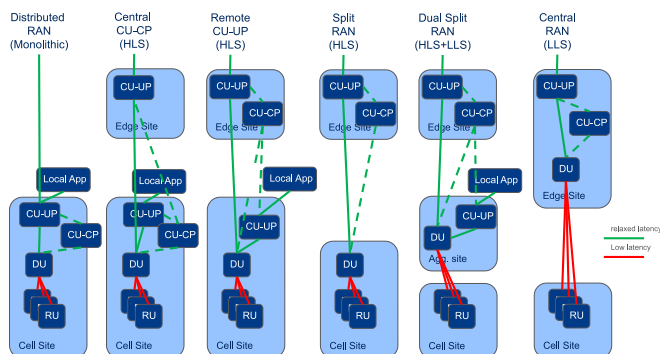 Distributed
RAN
(Monolithic)
Central
CU-CP
(HLS)
Remote
CU-UP
(HLS)
Split
RAN
(HLS)
Dual Split
RAN
(HLS+LLS)
Central
RAN
(LLS)
CU-UP
Edge Site
CU-UP
CU-CP
Edge Site
CU-UP
CU-CP
Edge Site
CU-UP
CU-CP
Edge Site
CU-UP
CU-CP
DU
Edge Site
Local App
CU-UP
CU-CP
DU
RU
Cell Site
Local App
CU-UP
CU-CP
DU
RU
Cell Site
Local App
CU-UP
DU
RU
Cell Site
DU
RU
Cell Site
Local App
CU-UP
DU
Agg. site
RU
Cell Site
RU
Cell Site
relaxed latency
Low latency